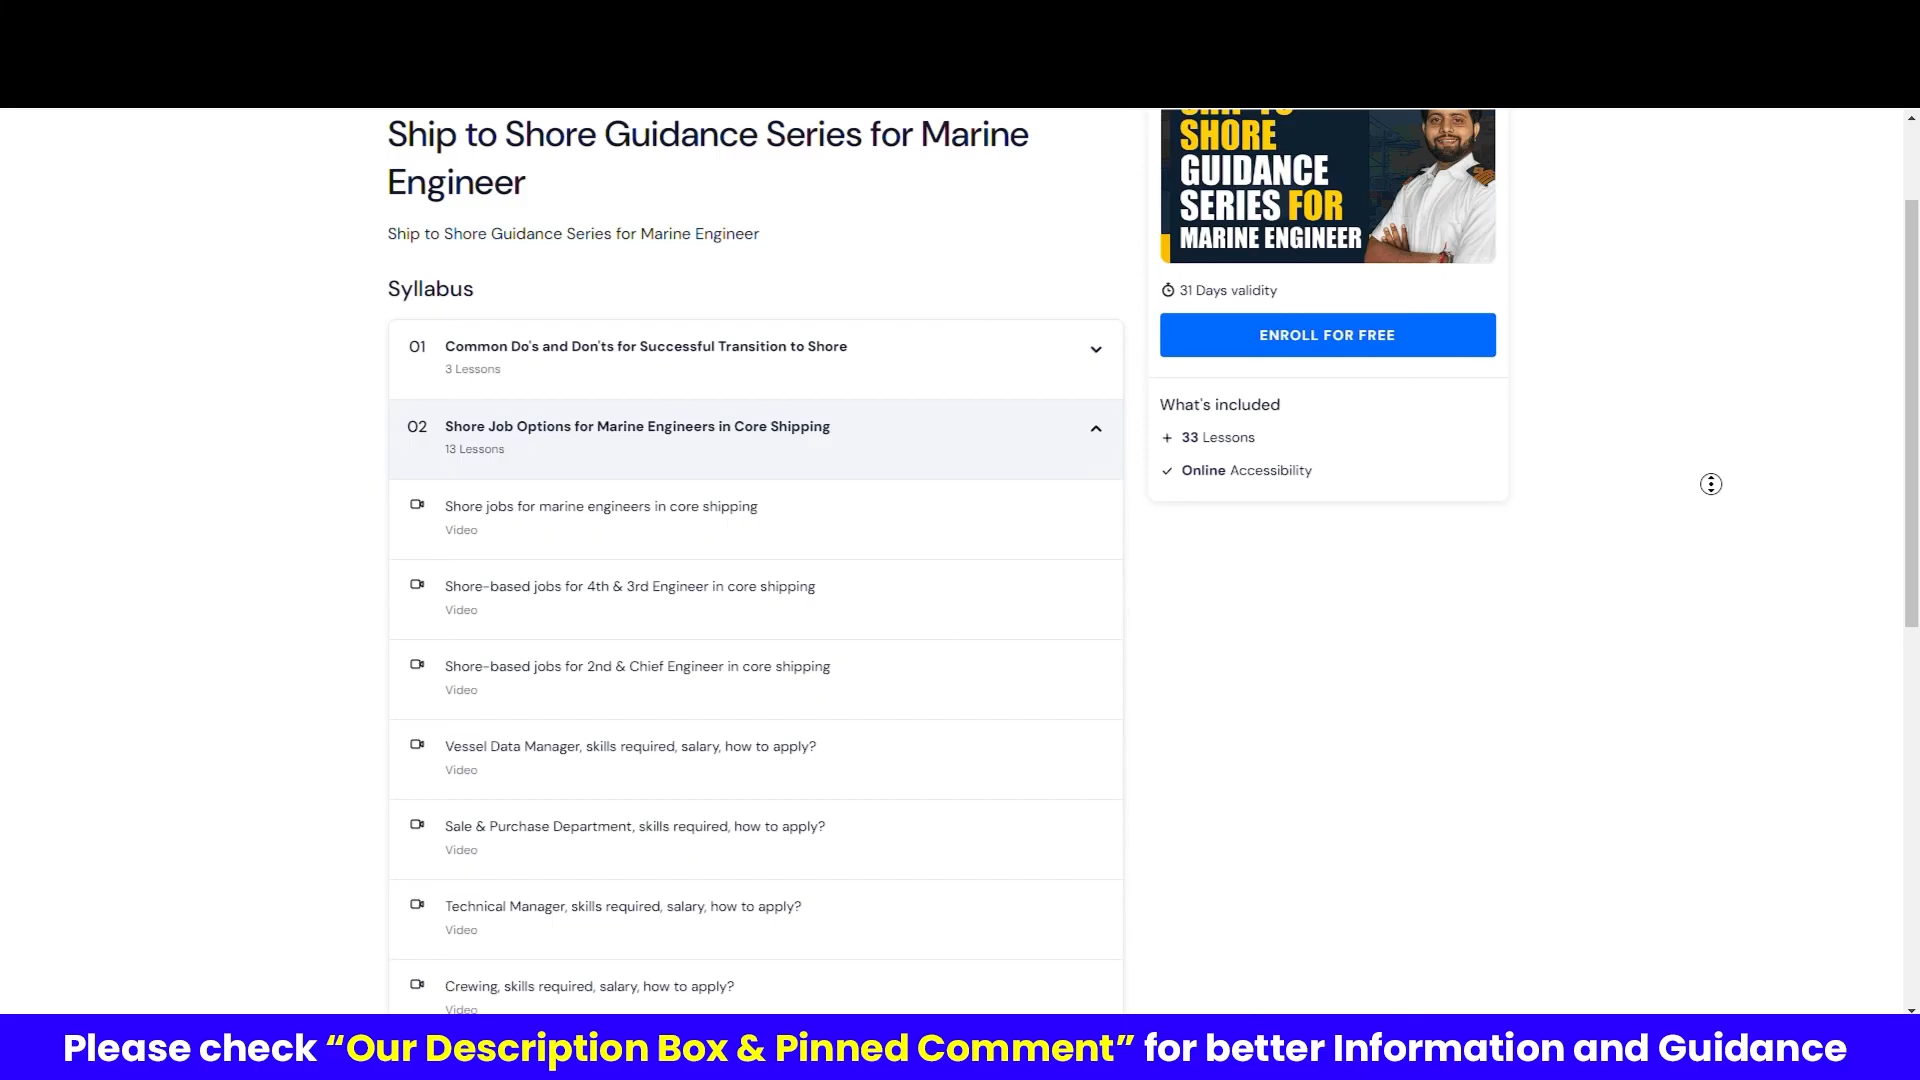 Ship to Shore Guidance Series for Marine
Engineer
Ship to Shore Guidance Series for Marine Engineer
Syllabus
01 Common Do's and Don'ts for Successful Transition to Shore
3 Lessons
02 Shore Job Options for Marine Engineers in Core Shipping
13 Lessons
Shore jobs for marine engineers in core shipping
Video
Shore-based jobs for 4th & 3rd Engineer in core shipping
Video
Shore-based jobs for 2nd & Chief Engineer in core shipping
Video
Vessel Data Manager, skills required, salary, how to apply?
Video
Sale & Purchase Department, skills required, how to apply?
Video
Technical Manager, skills required, salary, how to apply?
Video
Crewing, skills required, salary, how to apply?
Video
SHORE
GUIDANCE
SERIES FOR
MARINE ENGINEER
31 Days validity
ENROLL FOR FREE
What's included
33 Lessons
Online Accessibility
Please check “Our Description Box & Pinned Comment” for better Information and Guidance